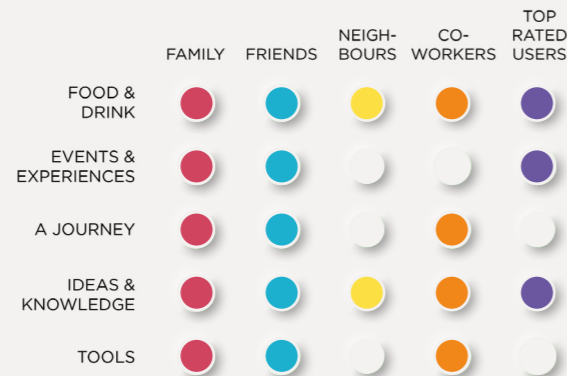 FAMILY
FRIENDS
NEIGH-
BOURS
CO-
WORKERS
TOP
RATED
USERS
FOOD &
DRINK
EVENTS &
EXPERIENCES
A JOURNEY
IDEAS &
KNOWLEDGE
TOOLS